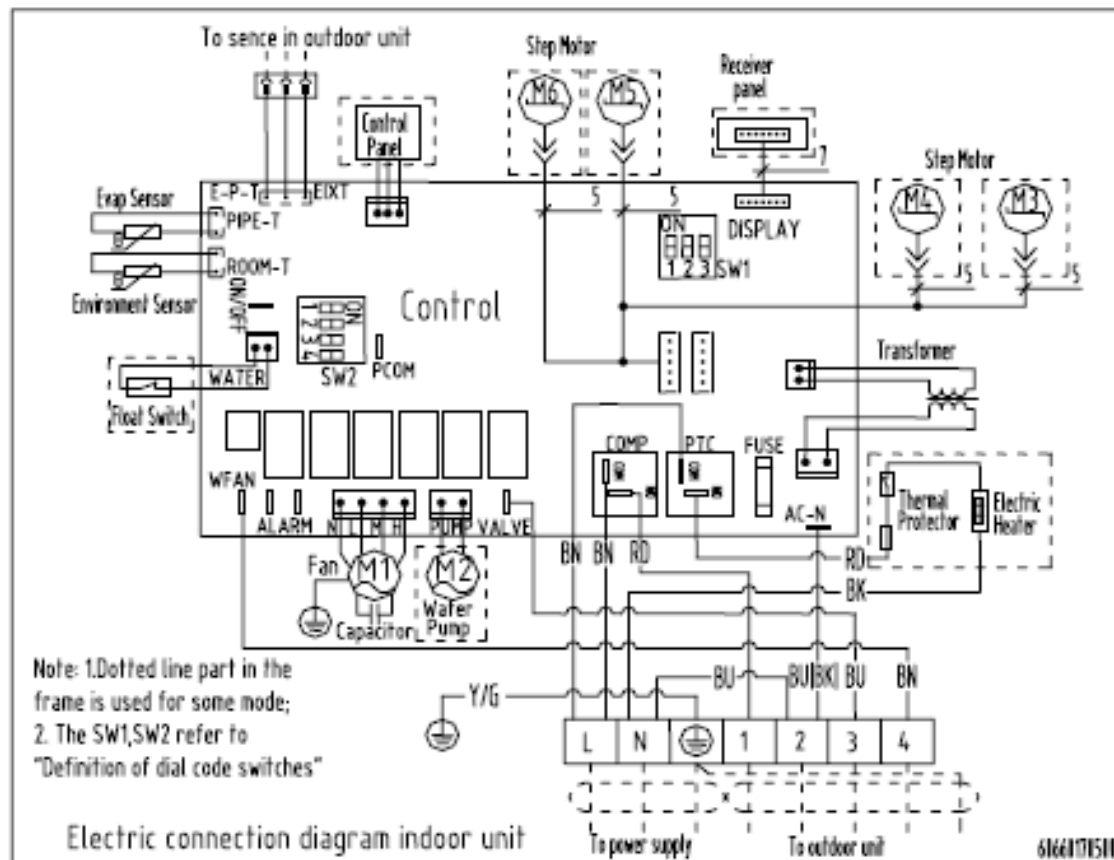 To sence in outdoor unit
Step Motor
M6
M5
Receiver
panel
Control
Panel
7
Step Motor
E-P-T
EIXT
5
5
M4
M3
Evap Sensor
PIPE-T
ON
DISPLAY
1 2 3
SW1
ROOM-T
5
5
Environment Sensor
ON/OFF
1
2
3
4
ON
Control
Transformer
WATER
SW2
PCOM
Float Switch
COMP
PTC
FUSE
WFAN
Thermal
Protector
Electric
Heater
ALARM
N L M H
PUMP
VALVE
AC-N
BN
BN
RD
RD
BK
Fan
M1
M2
Capacitor
Water
Pump
Note: 1.Dotted line part in the
frame is used for some mode;
2. The SW1,SW2 refer to
"Definition of dial code switches"
Y/G
BU
BU
(BK)
BU
BN
L
N
1
2
3
4
To power supply
To outdoor unit
Electric connection diagram indoor unit